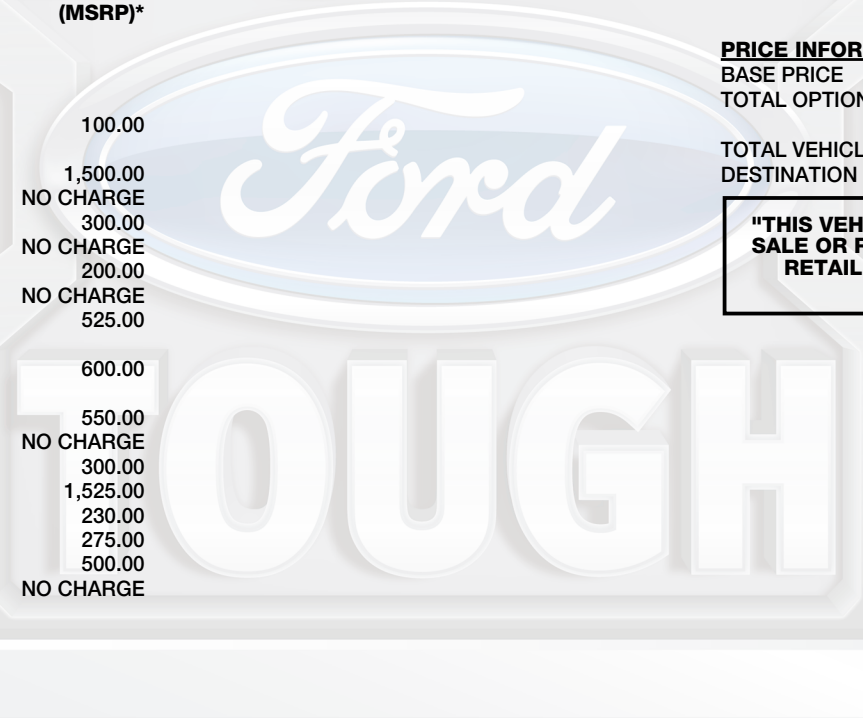 (MSRP)*
100.00
1,500.00
NO CHARGE
300.00
NO CHARGE
200.00
NO CHARGE
525.00
600.00
550.00
NO CHARGE
300.00
1,525.00
230.00
275.00
500.00
NO CHARGE
PRICE INFOR
BASE PRICE
TOTAL OPTION
TOTAL VEHICL
DESTINATION
"THIS VEH
SALE OR
RETAIL
Ford
TOUGH